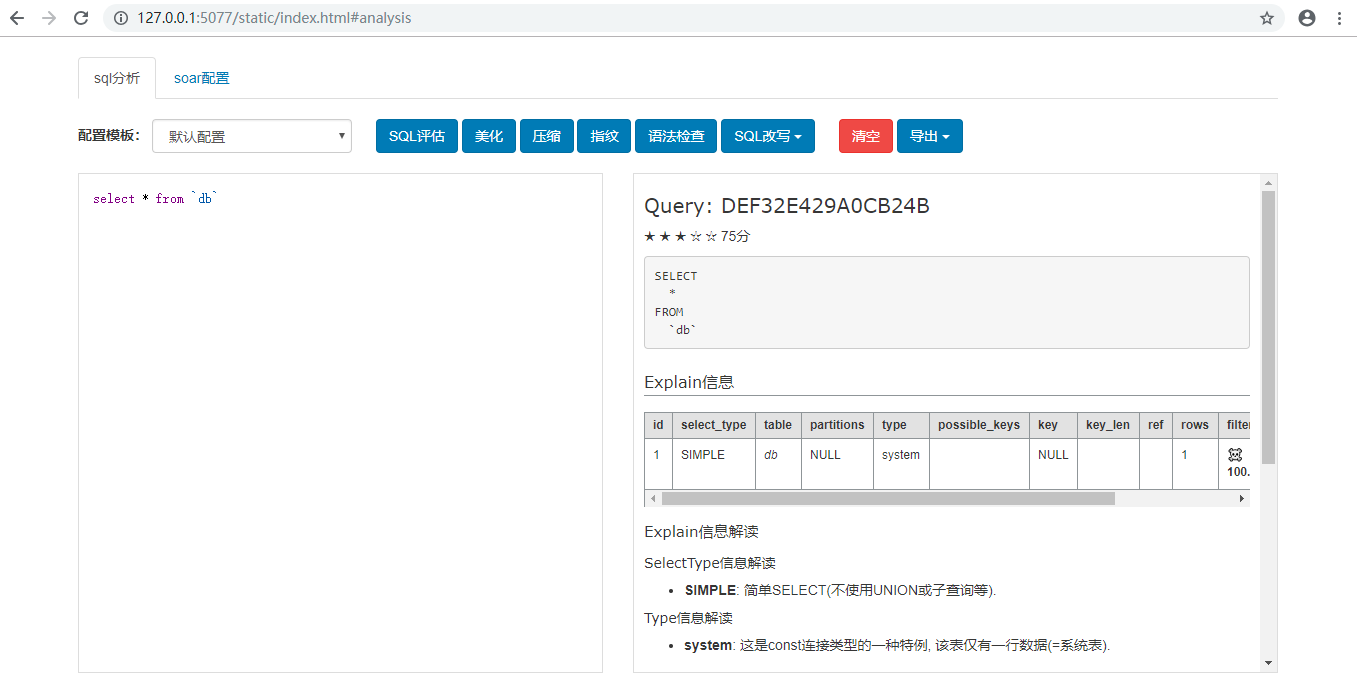 127.0.0.1:5077/static/index.html#analysis
sql分析 soar配置
配置模板: 默认配置 SQL评估 美化 压缩 指纹 语法检查 SQL改写 清空 导出
select * from `db`
Query: DEF32E429A0CB24B
★ ★ ★ ☆ ☆ 75分
SELECT
*
FROM
`db`
Explain信息
id select_type table partitions type possible_keys key key_len ref rows filte
1 SIMPLE db NULL system NULL 1 ☠
100.
Explain信息解读
SelectType信息解读
• SIMPLE: 简单SELECT(不使用UNION或子查询等).
Type信息解读
• system: 这是const连接类型的一种特例, 该表仅有一行数据(=系统表).